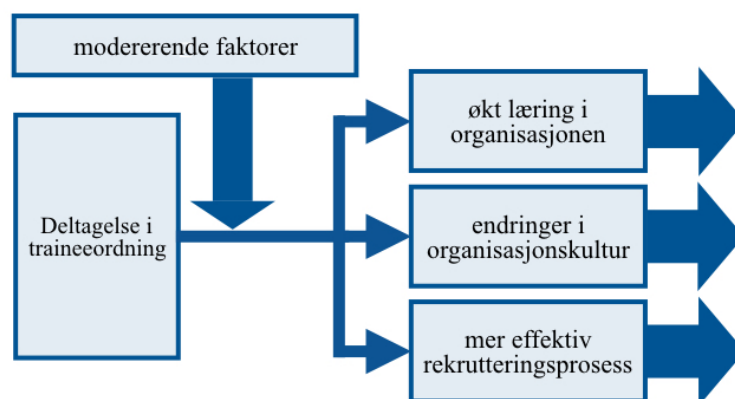 modererende faktorer
Deltagelse i
traineeordning
økt læring i
organisasjonen
endringer i
organisasjonskultur
mer effektiv
rekrutteringsprosess